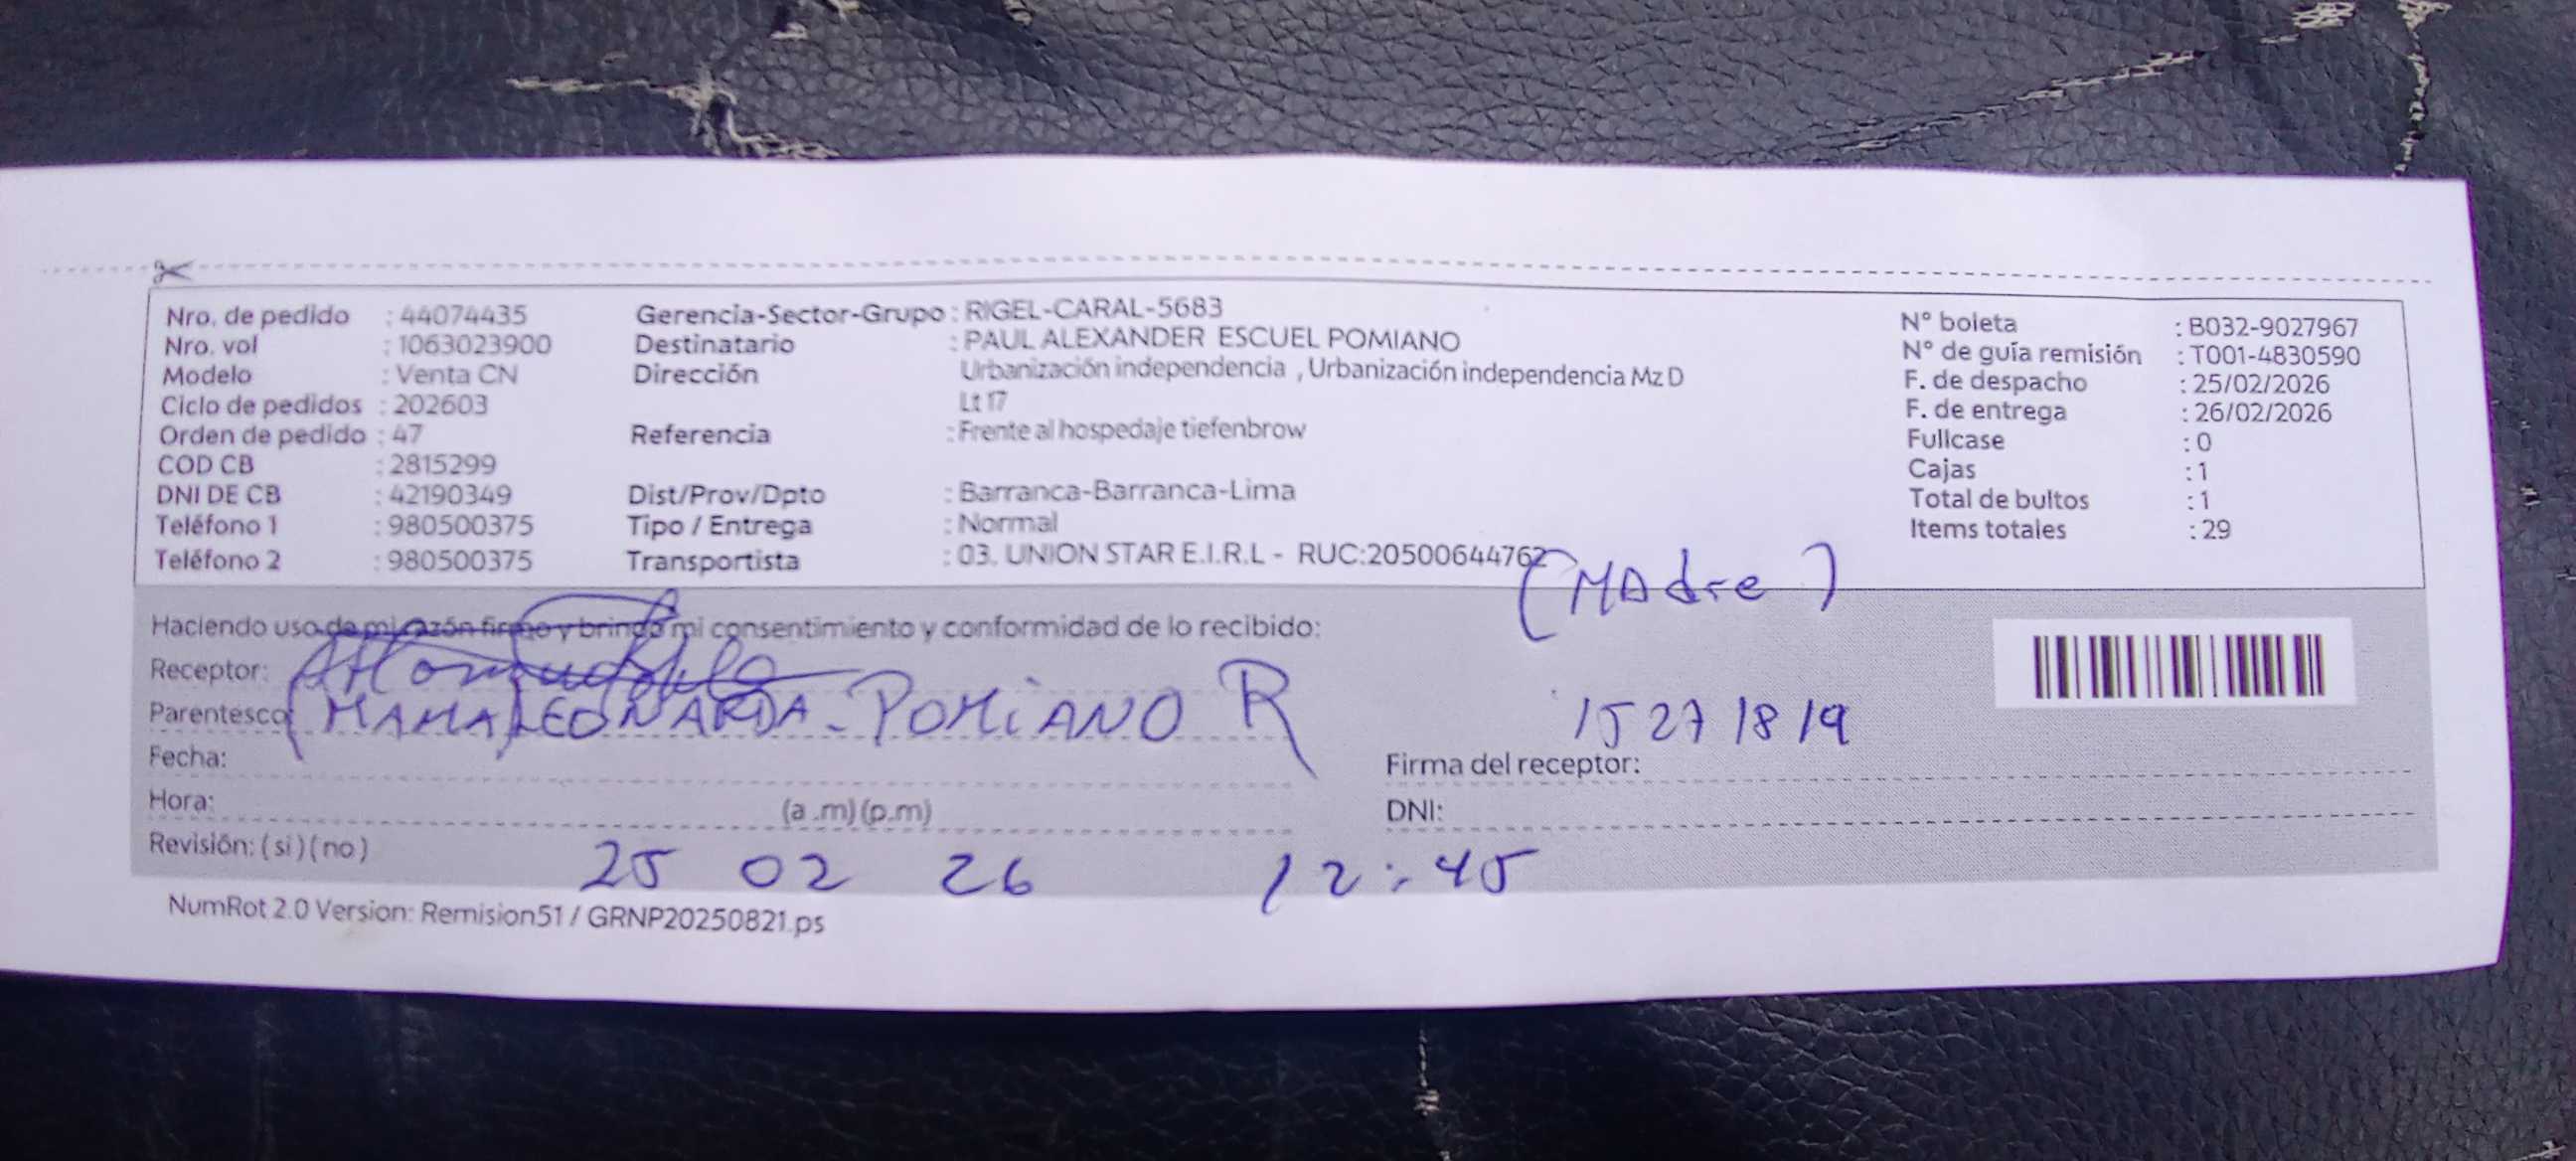 Nro. de pedido : 44074435 Gerencia-Sector-Grupo : RIGEL-CARAL-5683 N° boleta : B032-9027967
Nro. vol : 1063023900 Destinatario : PAUL ALEXANDER ESCUEL POMIANO N° de guía remisión : T001-4830590
Modelo : Venta CN Dirección Urbanización independencia , Urbanización independencia Mz D F. de despacho : 25/02/2026
Ciclo de pedidos : 202603 Lt 17 F. de entrega : 26/02/2026
Orden de pedido : 47 Referencia : Frente al hospedaje tiefenbrow Fullcase : 0
COD CB : 2815299 Cajas : 1
DNI DE CB : 42190349 Dist/Prov/Dpto : Barranca-Barranca-Lima Total de bultos : 1
Teléfono 1 : 980500375 Tipo / Entrega : Normal Items totales : 29
Teléfono 2 : 980500375 Transportista : 03. UNION STAR E.I.R.L - RUC:20500644762
(MAdre)
Haciendo uso de mi razón firmo y brindo mi consentimiento y conformidad de lo recibido:
Receptor:
Parentesco (MAMA) LEONARDA - POMiANO R 15271819
Fecha: Firma del receptor:
Hora: (a .m) (p.m) DNI:
Revisión: ( si ) ( no )
25 02 26 12:45
NumRot 2.0 Version: Remision51 / GRNP20250821.ps